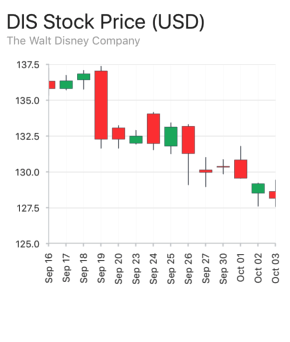 DIS Stock Price (USD)
The Walt Disney Company
137.5
135.0
132.5
130.0
127.5
125.0
Sep 16
Sep 17
Sep 18
Sep 19
Sep 20
Sep 23
Sep 24
Sep 25
Sep 26
Sep 27
Sep 30
Oct 01
Oct 02
Oct 03